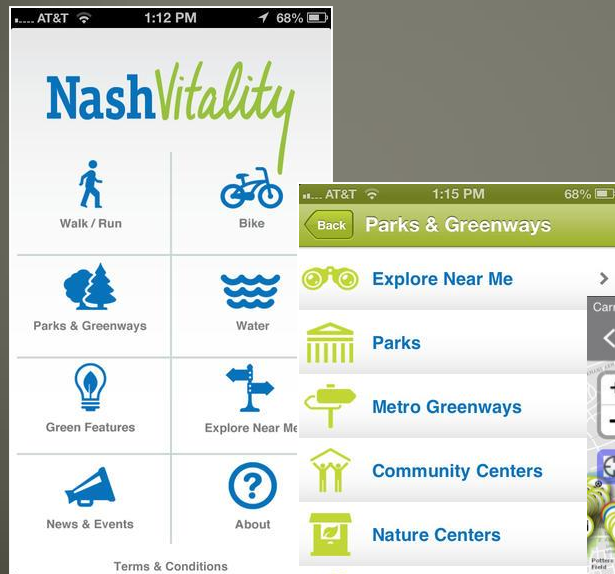 AT&T 1:12 PM 68%
NashVitality
Walk / Run Bike
Parks & Greenways Water
Green Features Explore Near Me
News & Events About
Terms & Conditions
AT&T 1:15 PM 68%
Back Parks & Greenways
Explore Near Me
Parks
Metro Greenways
Community Centers
Nature Centers
Potters
Field